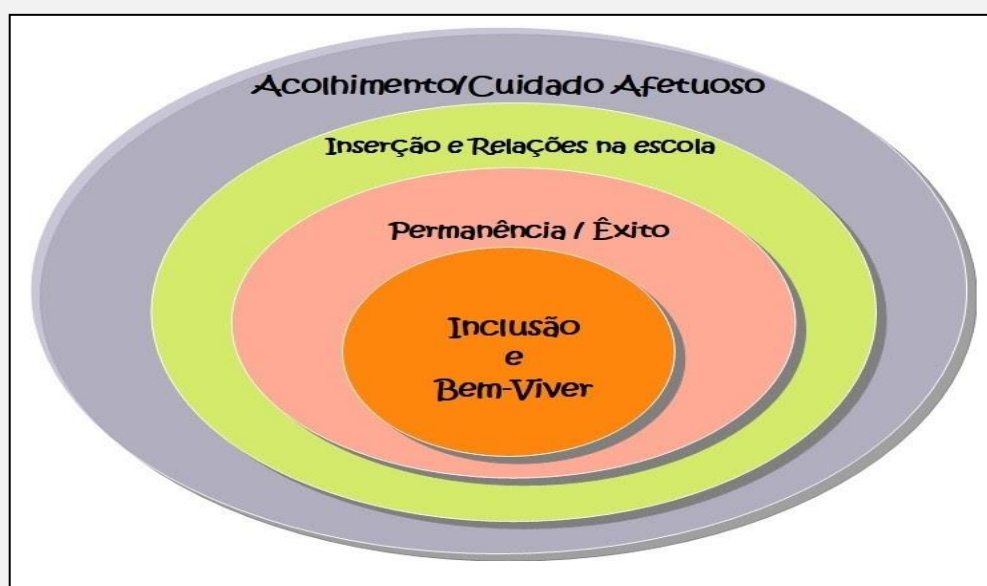 Acolhimento/Cuidado Afetuoso
Inserção e Relações na escola
Permanência / Êxito
Inclusão
e
Bem-Viver